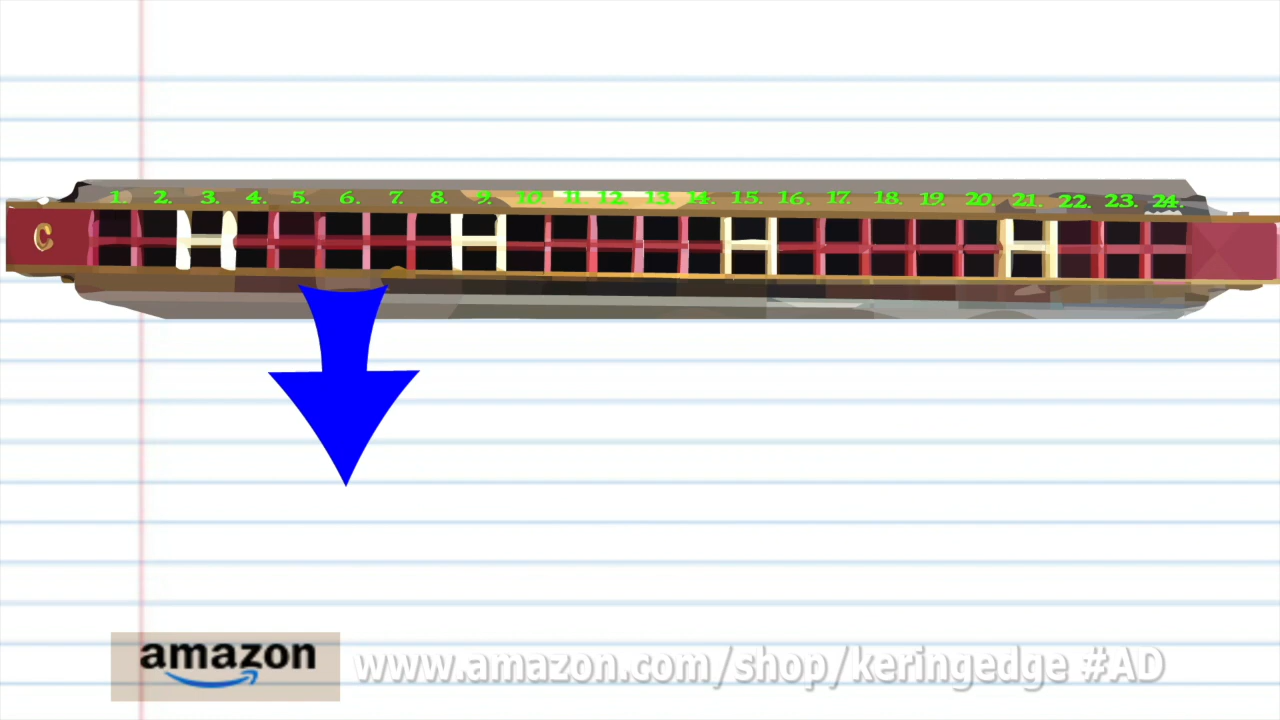 1. 2. 3. 4. 5. 6. 7. 8. 9. 10. 11. 12. 13. 14. 15. 16. 17. 18. 19. 20. 21. 22. 23. 24.
C
amazon www.amazon.com/shop/keringedge #AD